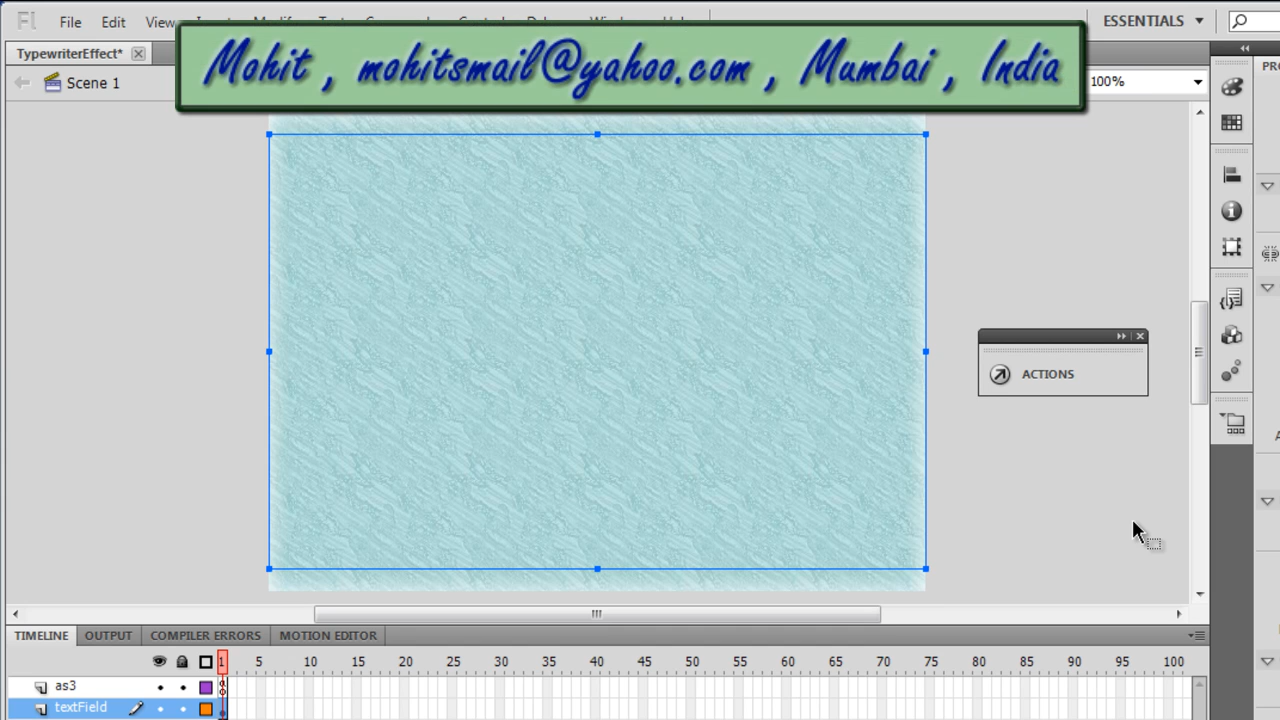 Fl File Edit View
ESSENTIALS
TypewriterEffect*
Mohit , mohitsmail@yahoo.com , Mumbai , India
Scene 1
100%
ACTIONS
TIMELINE OUTPUT COMPILER ERRORS MOTION EDITOR
1 5 10 15 20 25 30 35 40 45 50 55 60 65 70 75 80 85 90 95 100
as3
textField